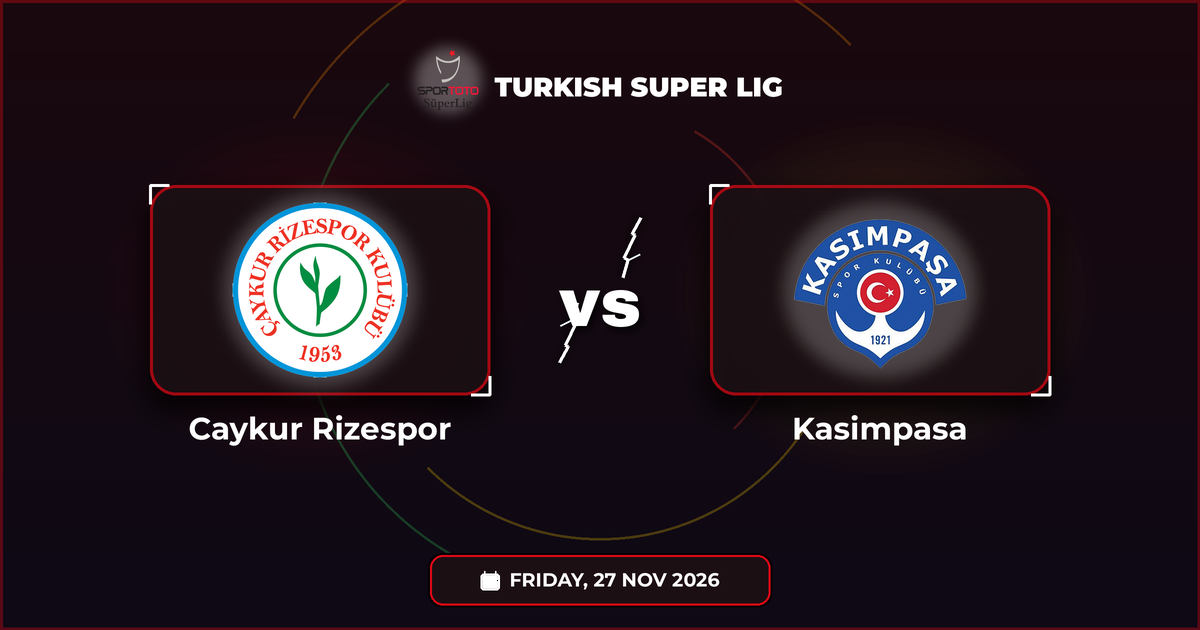 SPORTOTO
SüperLig
TURKISH SUPER LIG
ÇAYKUR RİZESPOR KULÜBÜ
1953
VS
KASIMPAŞA
SPOR KULÜBÜ
1921
Caykur Rizespor
Kasimpasa
FRIDAY, 27 NOV 2026